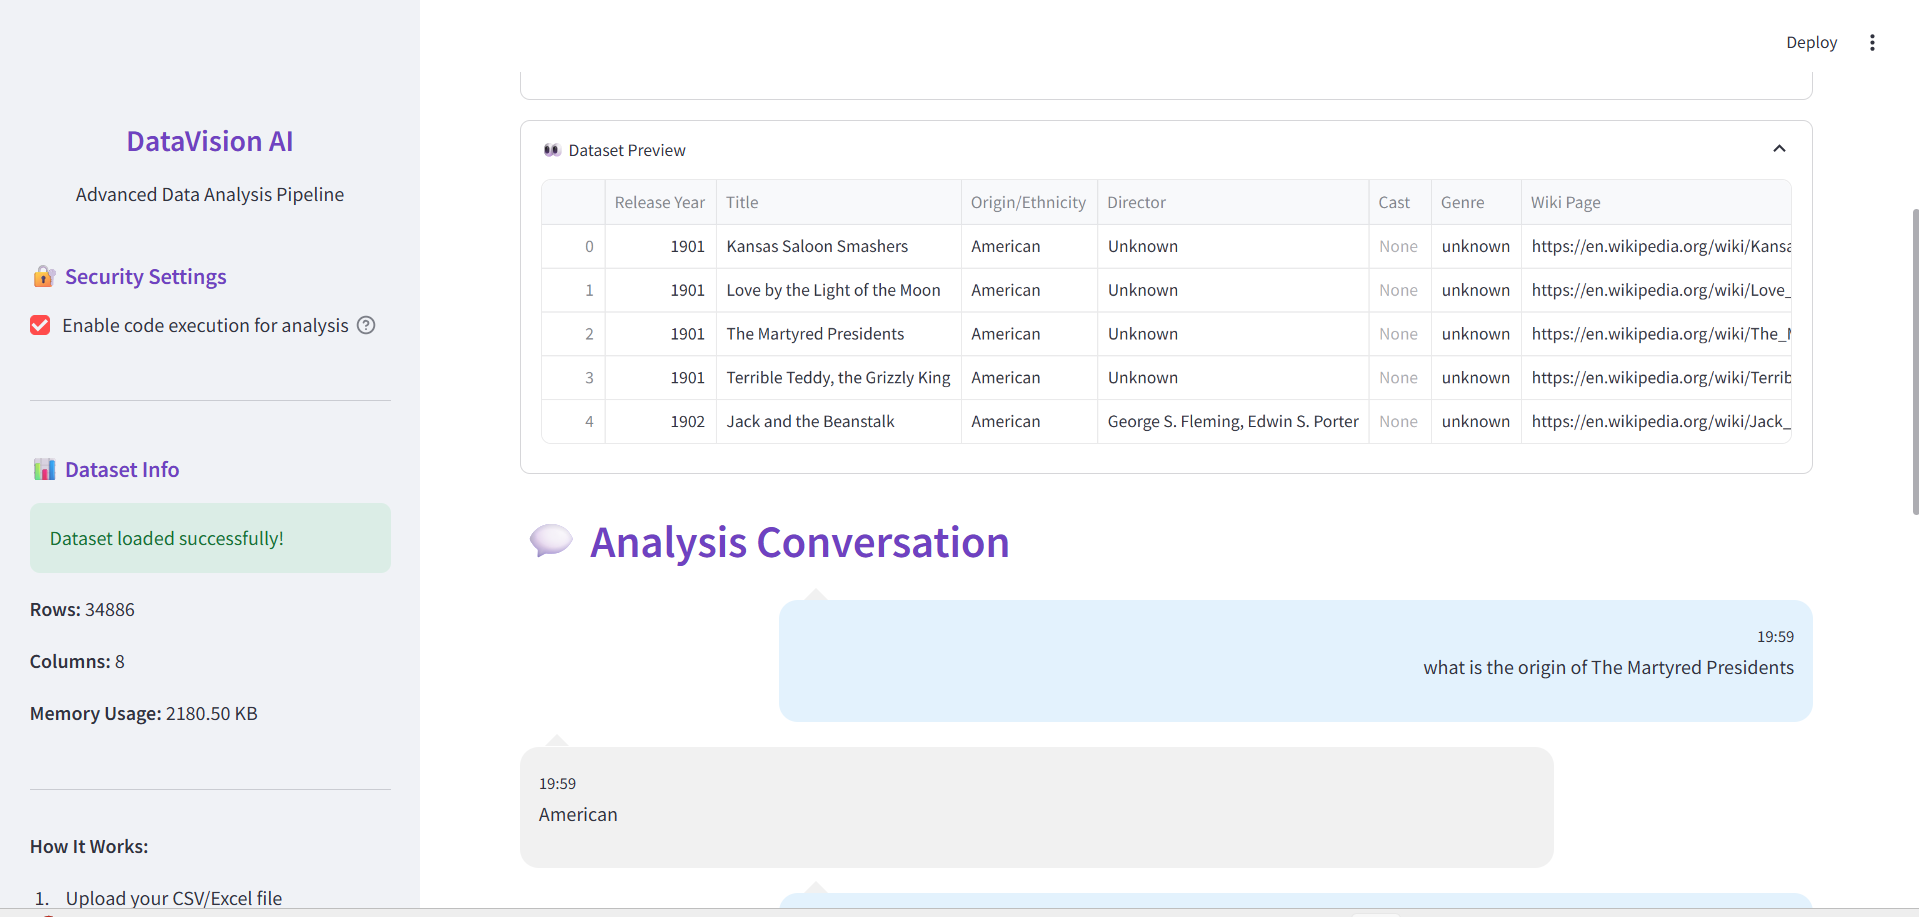 Deploy
DataVision AI
Advanced Data Analysis Pipeline
Security Settings
Enable code execution for analysis
Dataset Info
Dataset loaded successfully!
Rows: 34886
Columns: 8
Memory Usage: 2180.50 KB
How It Works:
1. Upload your CSV/Excel file
Dataset Preview
Release Year Title Origin/Ethnicity Director Cast Genre Wiki Page
0 1901 Kansas Saloon Smashers American Unknown None unknown https://en.wikipedia.org/wiki/Kansa
1 1901 Love by the Light of the Moon American Unknown None unknown https://en.wikipedia.org/wiki/Love_
2 1901 The Martyred Presidents American Unknown None unknown https://en.wikipedia.org/wiki/The_
3 1901 Terrible Teddy, the Grizzly King American Unknown None unknown https://en.wikipedia.org/wiki/Terrib
4 1902 Jack and the Beanstalk American George S. Fleming, Edwin S. Porter None unknown https://en.wikipedia.org/wiki/Jack_
Analysis Conversation
19:59
what is the origin of The Martyred Presidents
19:59
American